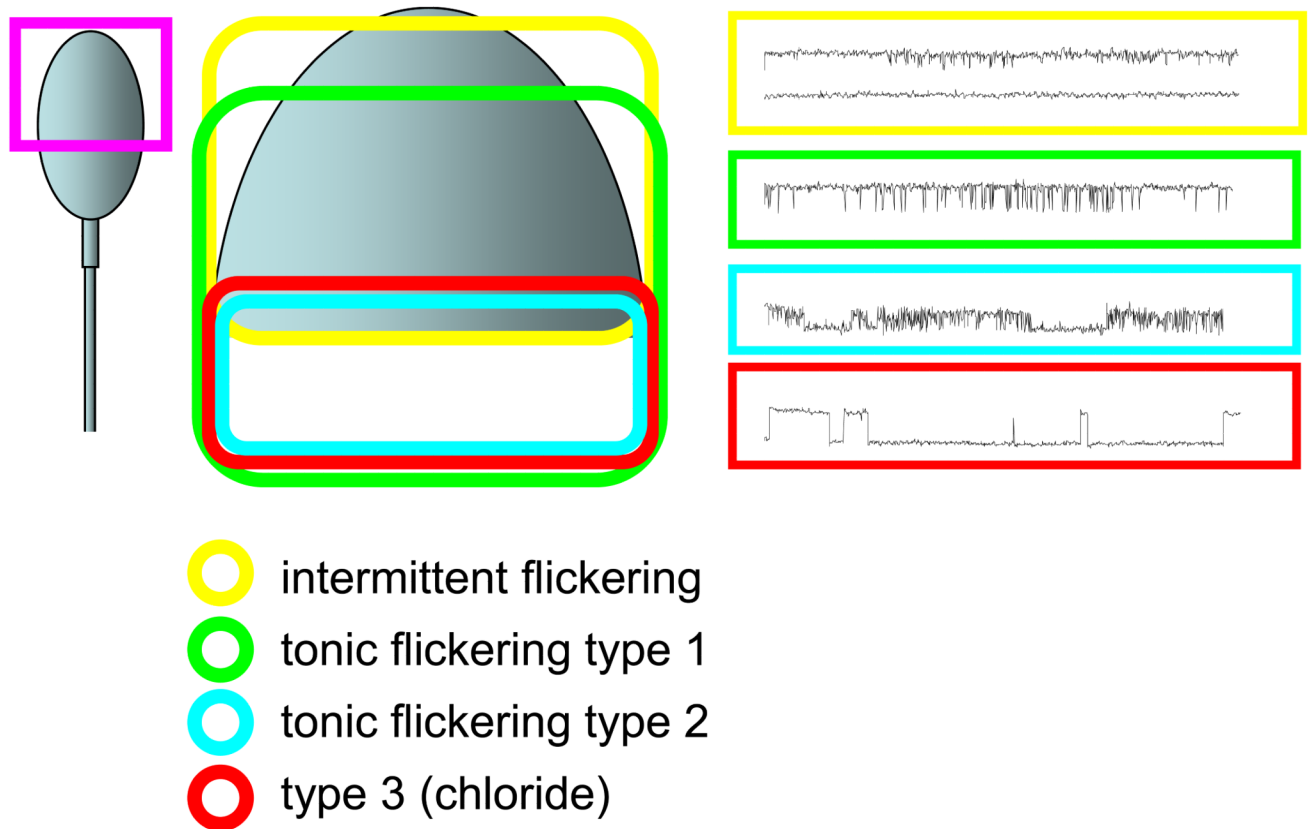 intermittent flickering
tonic flickering type 1
tonic flickering type 2
type 3 (chloride)